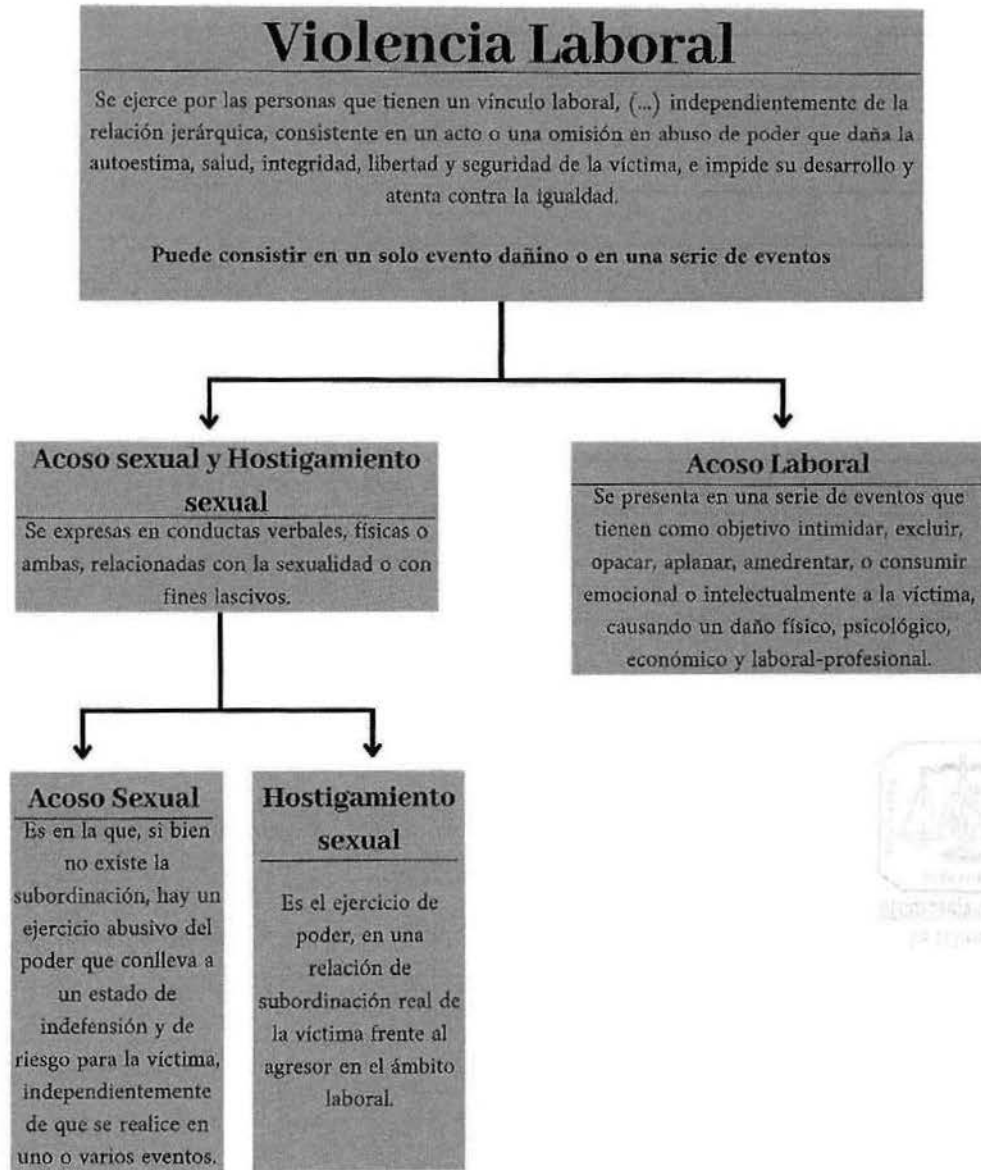 Violencia Laboral
Se ejerce por las personas que tienen un vínculo laboral, (...) independientemente de la
relación jerárquica, consistente en un acto o una omisión en abuso de poder que daña la
autoestima, salud, integridad, libertad y seguridad de la víctima, e impide su desarrollo y
atenta contra la igualdad.
Puede consistir en un solo evento dañino o en una serie de eventos
Acoso sexual y Hostigamiento
sexual
Se expresas en conductas verbales, físicas o
ambas, relacionadas con la sexualidad o con
fines lascivos.
Acoso Laboral
Se presenta en una serie de eventos que
tienen como objetivo intimidar, excluir,
opacar, aplanar, amedrentar, o consumir
emocional o intelectualmente a la víctima,
causando un daño físico, psicológico,
económico y laboral-profesional.
Acoso Sexual
Es en la que, si bien
no existe la
subordinación, hay un
ejercicio abusivo del
poder que conlleva a
un estado de
indefensión y de
riesgo para la víctima,
independientemente
de que se realice en
uno o varios eventos.
Hostigamiento
sexual
Es el ejercicio de
poder, en una
relación de
subordinación real de
la víctima frente al
agresor en el ámbito
laboral.